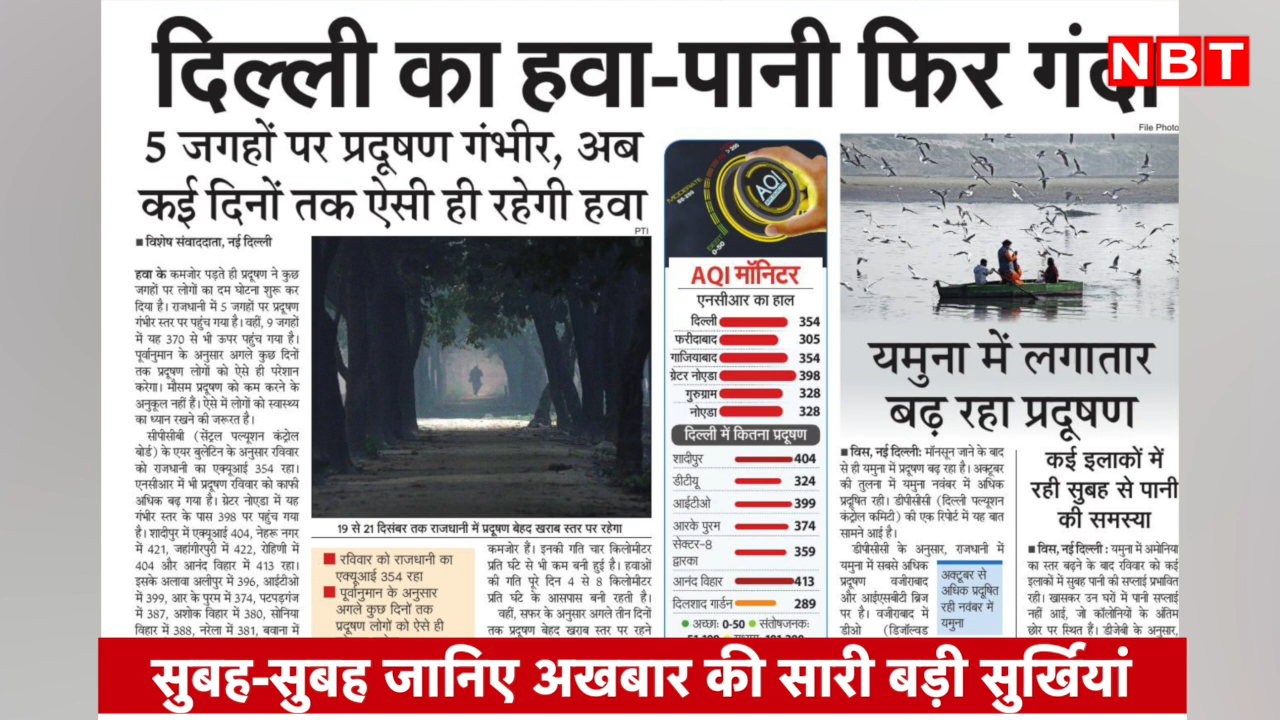 दिल्ली का हवा-पानी फिर गंदा
NBT
File Photo
5 जगहों पर प्रदूषण गंभीर, अब
कई दिनों तक ऐसी ही रहेगी हवा
■ विशेष संवाददाता, नई दिल्ली
हवा के कमजोर पड़ते ही प्रदूषण ने कुछ
जगहों पर लोगों का दम घोटना शुरू कर
दिया है। राजधानी में 5 जगहों पर प्रदूषण
गंभीर स्तर पर पहुंच गया है। वहीं, 9 जगहों
में यह 370 से भी ऊपर पहुंच गया है।
पूर्वानुमान के अनुसार अगले कुछ दिनों
तक प्रदूषण लोगों को ऐसे ही परेशान
करेगा। मौसम प्रदूषण को कम करने के
अनुकूल नहीं हैं। ऐसे में लोगों को स्वास्थ्य
का ध्यान रखने की जरूरत है।
सीपीसीबी (सेंट्रल पल्यूशन कंट्रोल
बोर्ड) के एयर बुलेटिन के अनुसार रविवार
को राजधानी का एक्यूआई 354 रहा।
एनसीआर में भी प्रदूषण रविवार को काफी
अधिक बढ़ गया है। ग्रेटर नोएडा में यह
गंभीर स्तर के पास 398 पर पहुंच गया
है। शादीपुर में एक्यूआई 404, नेहरू नगर
में 421, जहांगीरपुरी में 422, रोहिणी में
404 और आनंद विहार में 413 रहा।
इसके अलावा अलीपुर में 396, आईटीओ
में 399, आर के पुरम में 374, पटपड़गंज
में 387, अशोक विहार में 380, सोनिया
विहार में 388, नरेला में 381, बवाना में
PTI
19 से 21 दिसंबर तक राजधानी में प्रदूषण बेहद खराब स्तर पर रहेगा
■ रविवार को राजधानी का
एक्यूआई 354 रहा
■ पूर्वानुमान के अनुसार
अगले कुछ दिनों तक
प्रदूषण लोगों को ऐसे ही
कमजोर हैं। इनकी गति चार किलोमीटर
प्रति घंटे से भी कम बनी हुई है। हवाओं
की गति पूरे दिन 4 से 8 किलोमीटर
प्रति घंटे के आसपास बनी रहती है।
वहीं, सफर के अनुसार अगले तीन दिनों
तक प्रदूषण बेहद खराब स्तर पर रहने
MODERATE
AQI
0-50
AQI मॉनिटर
एनसीआर का हाल
दिल्ली 354
फरीदाबाद 305
गाजियाबाद 354
ग्रेटर नोएडा 398
गुरुग्राम 328
नोएडा 328
दिल्ली में कितना प्रदूषण
शादीपुर 404
डीटीयू 324
आईटीओ 399
आरके पुरम 374
सेक्टर-8
द्वारका 359
आनंद विहार 413
दिलशाद गार्डन 289
● अच्छाः 0-50 ● संतोषजनकः
यमुना में लगातार
बढ़ रहा प्रदूषण
■ विस, नई दिल्ली: मॉनसून जाने के बाद
से ही यमुना में प्रदूषण बढ़ रहा है। अक्टूबर
की तुलना में यमुना नवंबर में अधिक
प्रदूषित रही। डीपीसीसी (दिल्ली पल्यूशन
कंट्रोल कमिटी) की एक रिपोर्ट में यह बात
सामने आई है।
डीपीसीसी के अनुसार, राजधानी में
यमुना में सबसे अधिक
प्रदूषण वजीराबाद
और आईएसबीटी ब्रिज
पर है। वजीराबाद में
डीओ (डिजॉल्वड
अक्टूबर से
अधिक प्रदूषित
रही नवंबर में
यमुना
कई इलाकों में
रही सुबह से पानी
की समस्या
■ विस, नई दिल्ली : यमुना में अमोनिया
का स्तर बढ़ने के बाद रविवार को कई
इलाकों में सुबह पानी की सप्लाई प्रभावित
रही। खासकर उन घरों में पानी सप्लाई
नहीं आई, जो कॉलोनियों के अंतिम
छोर पर स्थित हैं। डीजेबी के अनुसार,
सुबह-सुबह जानिए अखबार की सारी बड़ी सुर्खियां